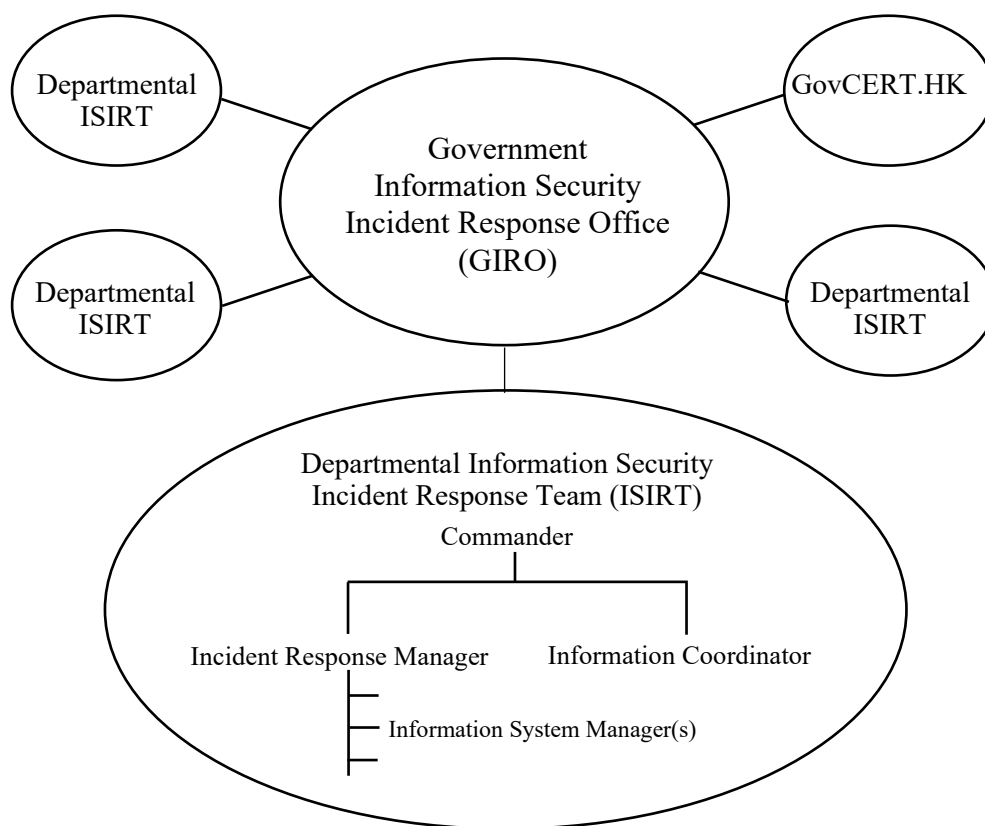 Departmental
ISIRT
GovCERT.HK
Government
Information Security
Incident Response Office
(GIRO)
Departmental
ISIRT
Departmental
ISIRT
Departmental Information Security
Incident Response Team (ISIRT)
Commander
Incident Response Manager
Information Coordinator
Information System Manager(s)